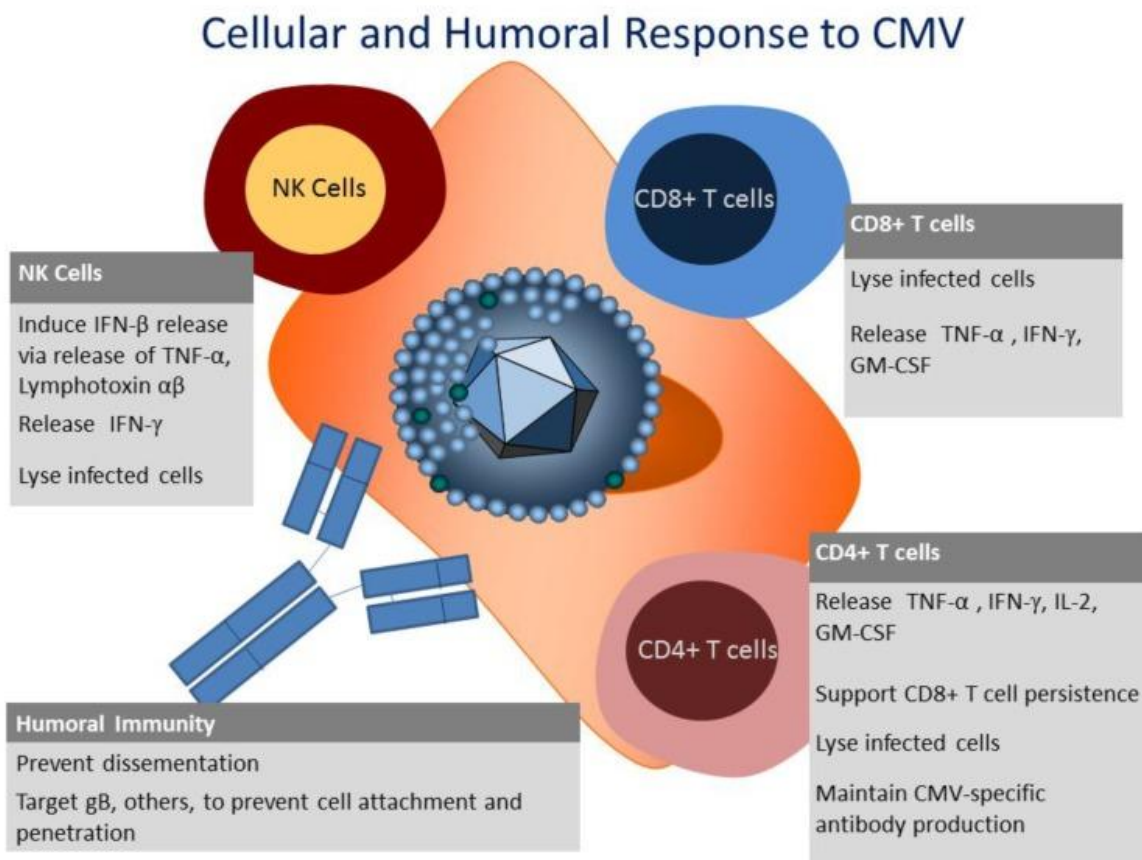 Cellular and Humoral Response to CMV
NK Cells
CD8+ T cells
CD8+ T cells
Lyse infected cells
Release TNF-α , IFN-γ,
GM-CSF
NK Cells
Induce IFN-β release
via release of TNF-α,
Lymphotoxin αβ
Release IFN-γ
Lyse infected cells
CD4+ T cells
CD4+ T cells
Release TNF-α , IFN-γ, IL-2,
GM-CSF
Support CD8+ T cell persistence
Lyse infected cells
Maintain CMV-specific
antibody production
Humoral Immunity
Prevent dissementation
Target gB, others, to prevent cell attachment and
penetration